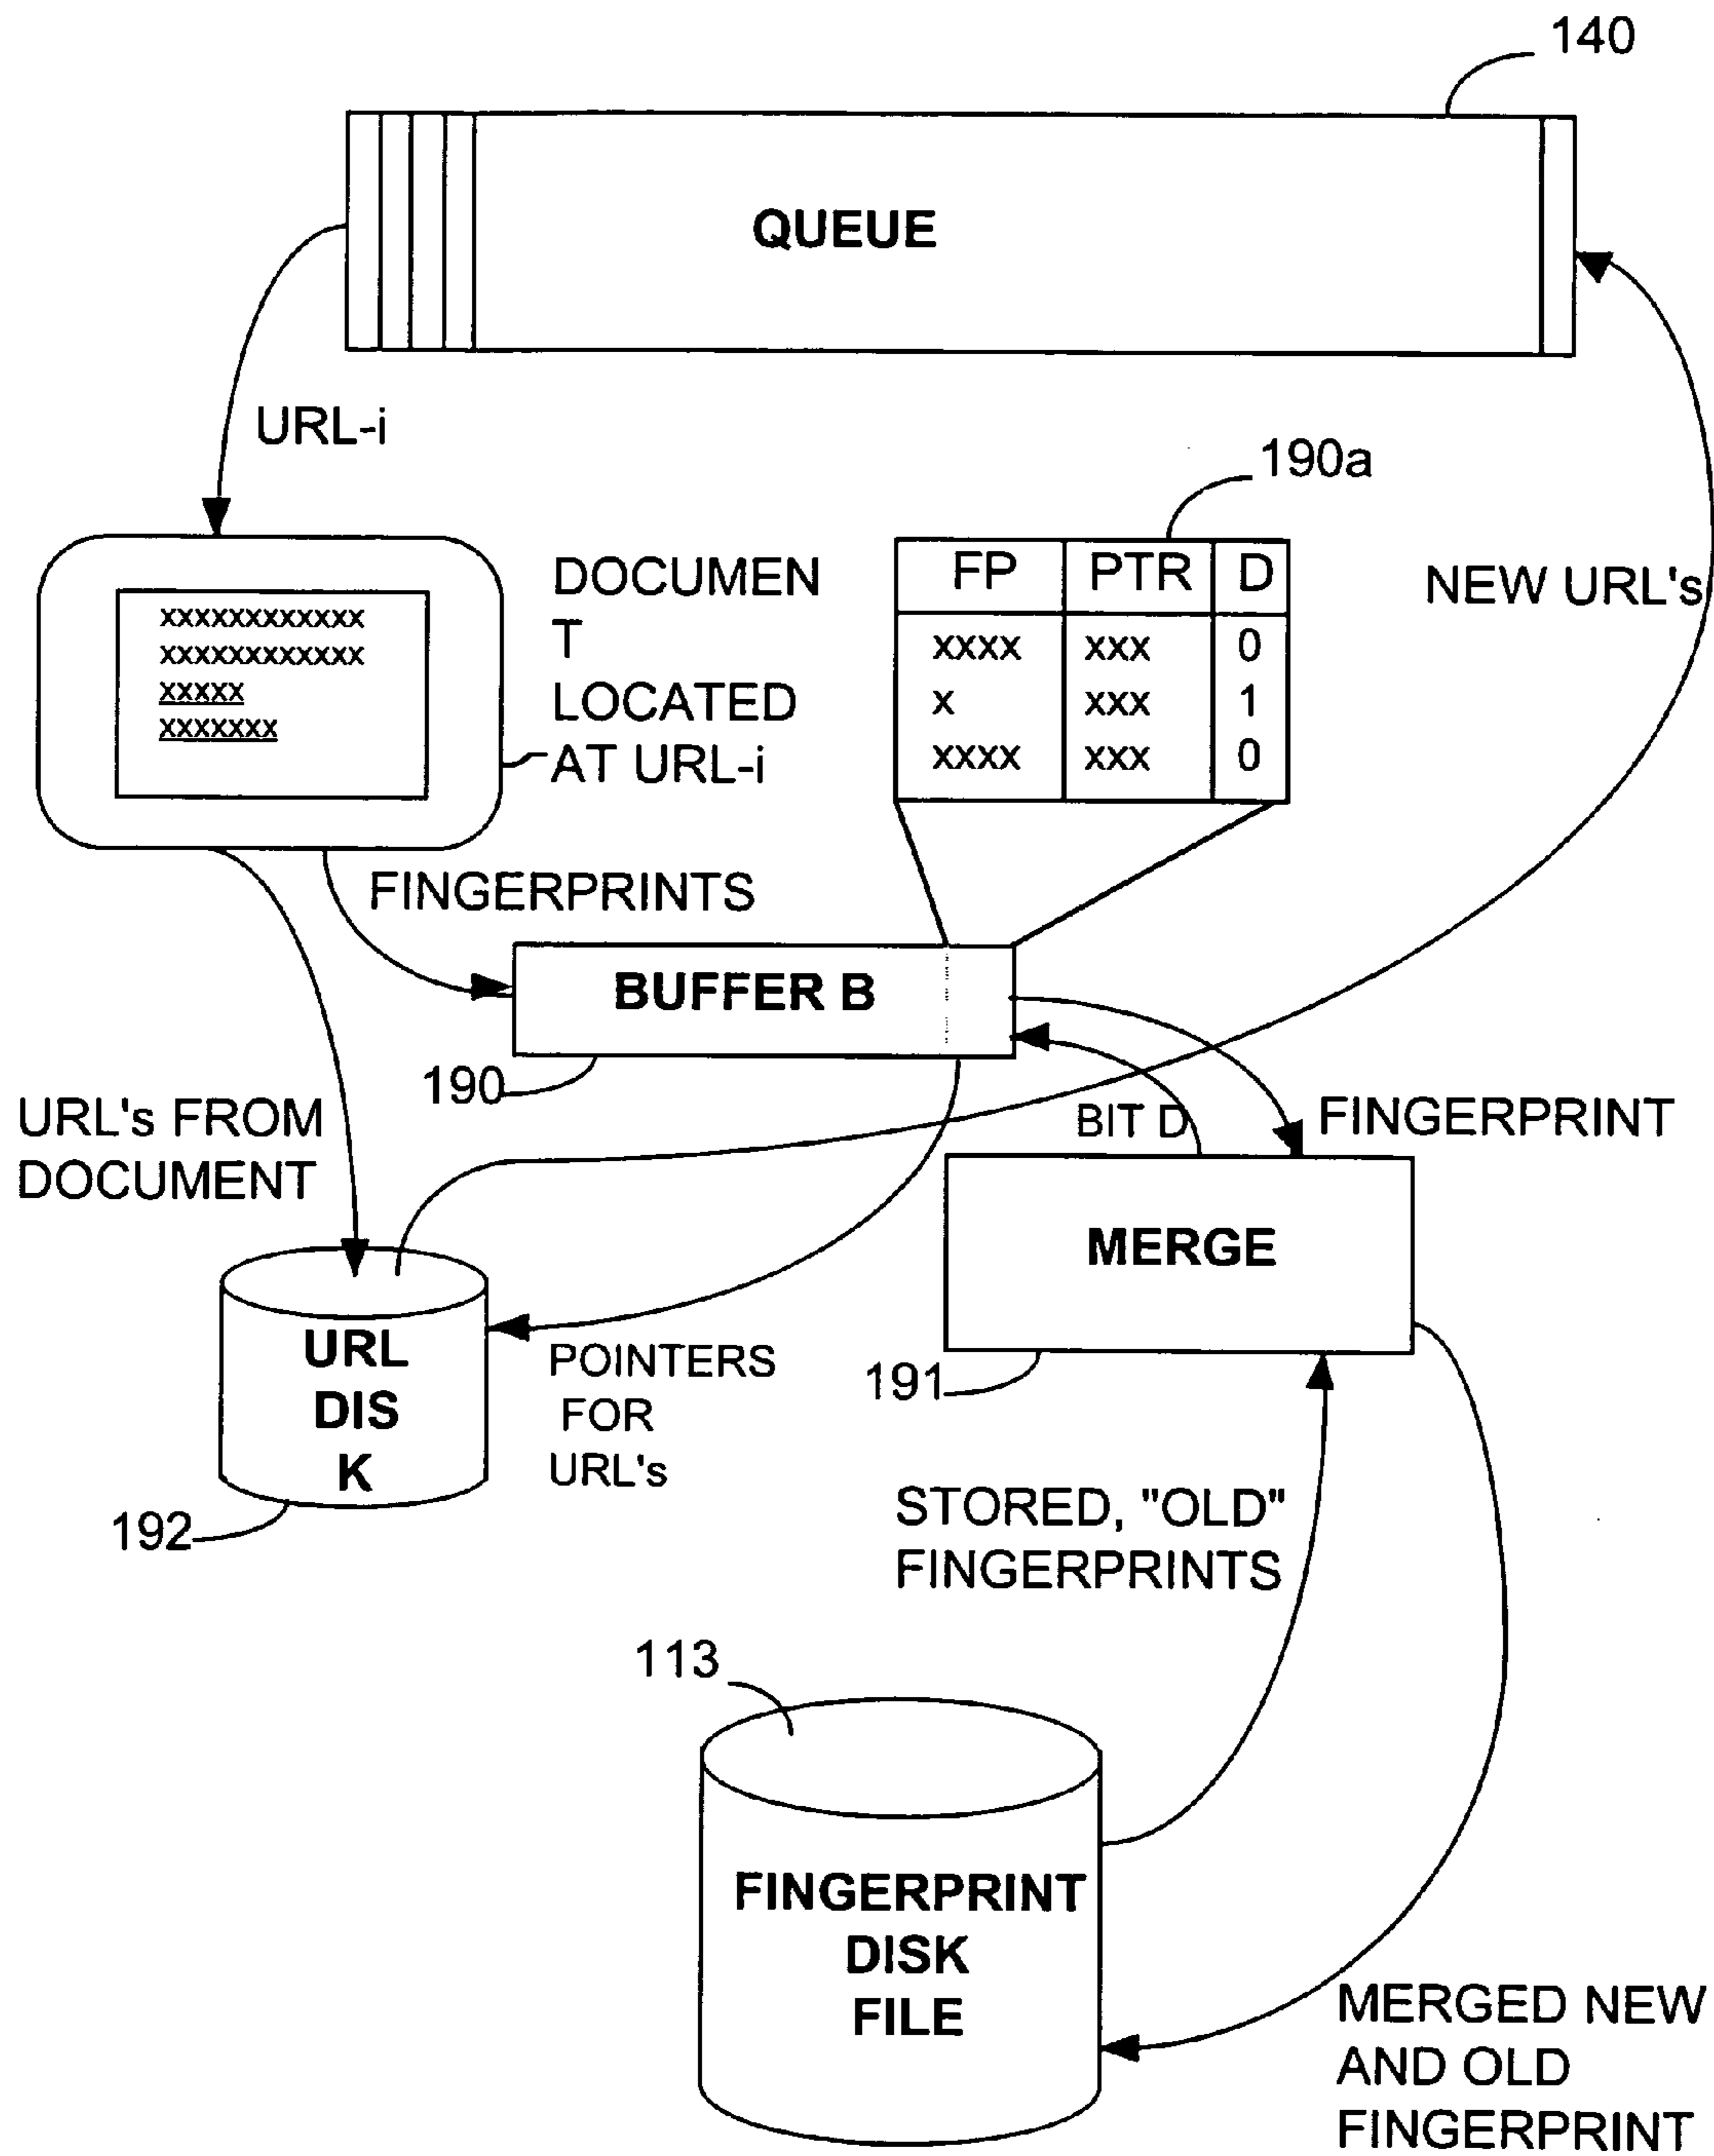 140
QUEUE
URL-i
190a
DOCUMEN
T
LOCATED
AT URL-i
xxxxxxxxxxxx
xxxxxxxxxxxx
xxxxx
xxxxxxx
FP PTR D
xxxx xxx 0
x xxx 1
xxxx xxx 0
NEW URL's
FINGERPRINTS
BUFFER B
190
URL's FROM
DOCUMENT
BIT D
FINGERPRINT
MERGE
191
URL
DIS
K
192
POINTERS
FOR
URL's
STORED, "OLD"
FINGERPRINTS
113
FINGERPRINT
DISK
FILE
MERGED NEW
AND OLD
FINGERPRINT